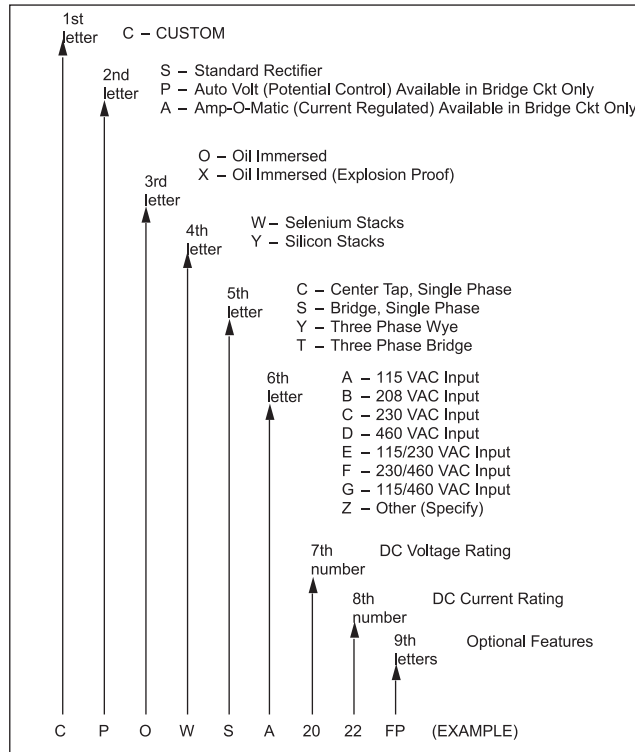 1st
letter
C – CUSTOM
2nd
letter
S – Standard Rectifier
P – Auto Volt (Potential Control) Available in Bridge Ckt Only
A – Amp-O-Matic (Current Regulated) Available in Bridge Ckt Only
3rd
letter
O – Oil Immersed
X – Oil Immersed (Explosion Proof)
4th
letter
W – Selenium Stacks
Y – Silicon Stacks
5th
letter
C – Center Tap, Single Phase
S – Bridge, Single Phase
Y – Three Phase Wye
T – Three Phase Bridge
6th
letter
A – 115 VAC Input
B – 208 VAC Input
C – 230 VAC Input
D – 460 VAC Input
E – 115/230 VAC Input
F – 230/460 VAC Input
G – 115/460 VAC Input
Z – Other (Specify)
7th
number
DC Voltage Rating
8th
number
DC Current Rating
9th
letters
Optional Features
C P O W S A 20 22 FP (EXAMPLE)